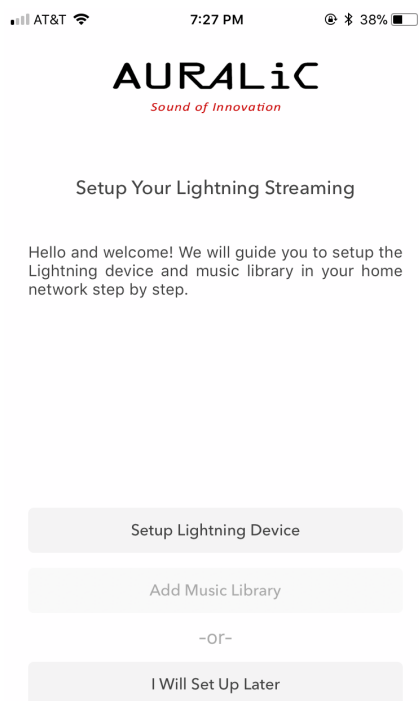 AT&T 7:27 PM 38%
AURALiC
Sound of Innovation
Setup Your Lightning Streaming
Hello and welcome! We will guide you to setup the
Lightning device and music library in your home
network step by step.
Setup Lightning Device
Add Music Library
-or-
I Will Set Up Later